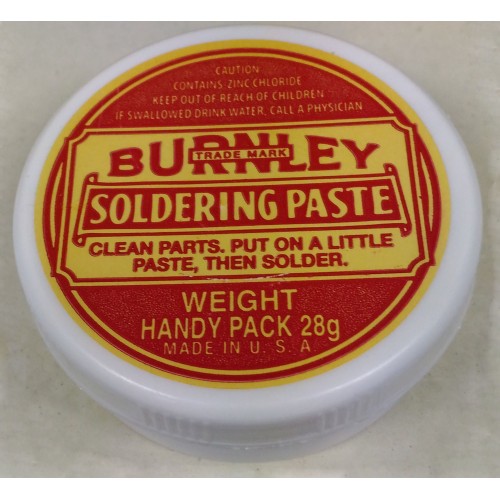 CAUTION
CONTAINS: ZINC CHLORIDE
KEEP OUT OF REACH OF CHILDREN
IF SWALLOWED DRINK WATER, CALL A PHYSICIAN
BURNLEY
TRADE MARK
SOLDERING PASTE
CLEAN PARTS. PUT ON A LITTLE
PASTE, THEN SOLDER.
WEIGHT
HANDY PACK 28g
MADE IN U. S. A